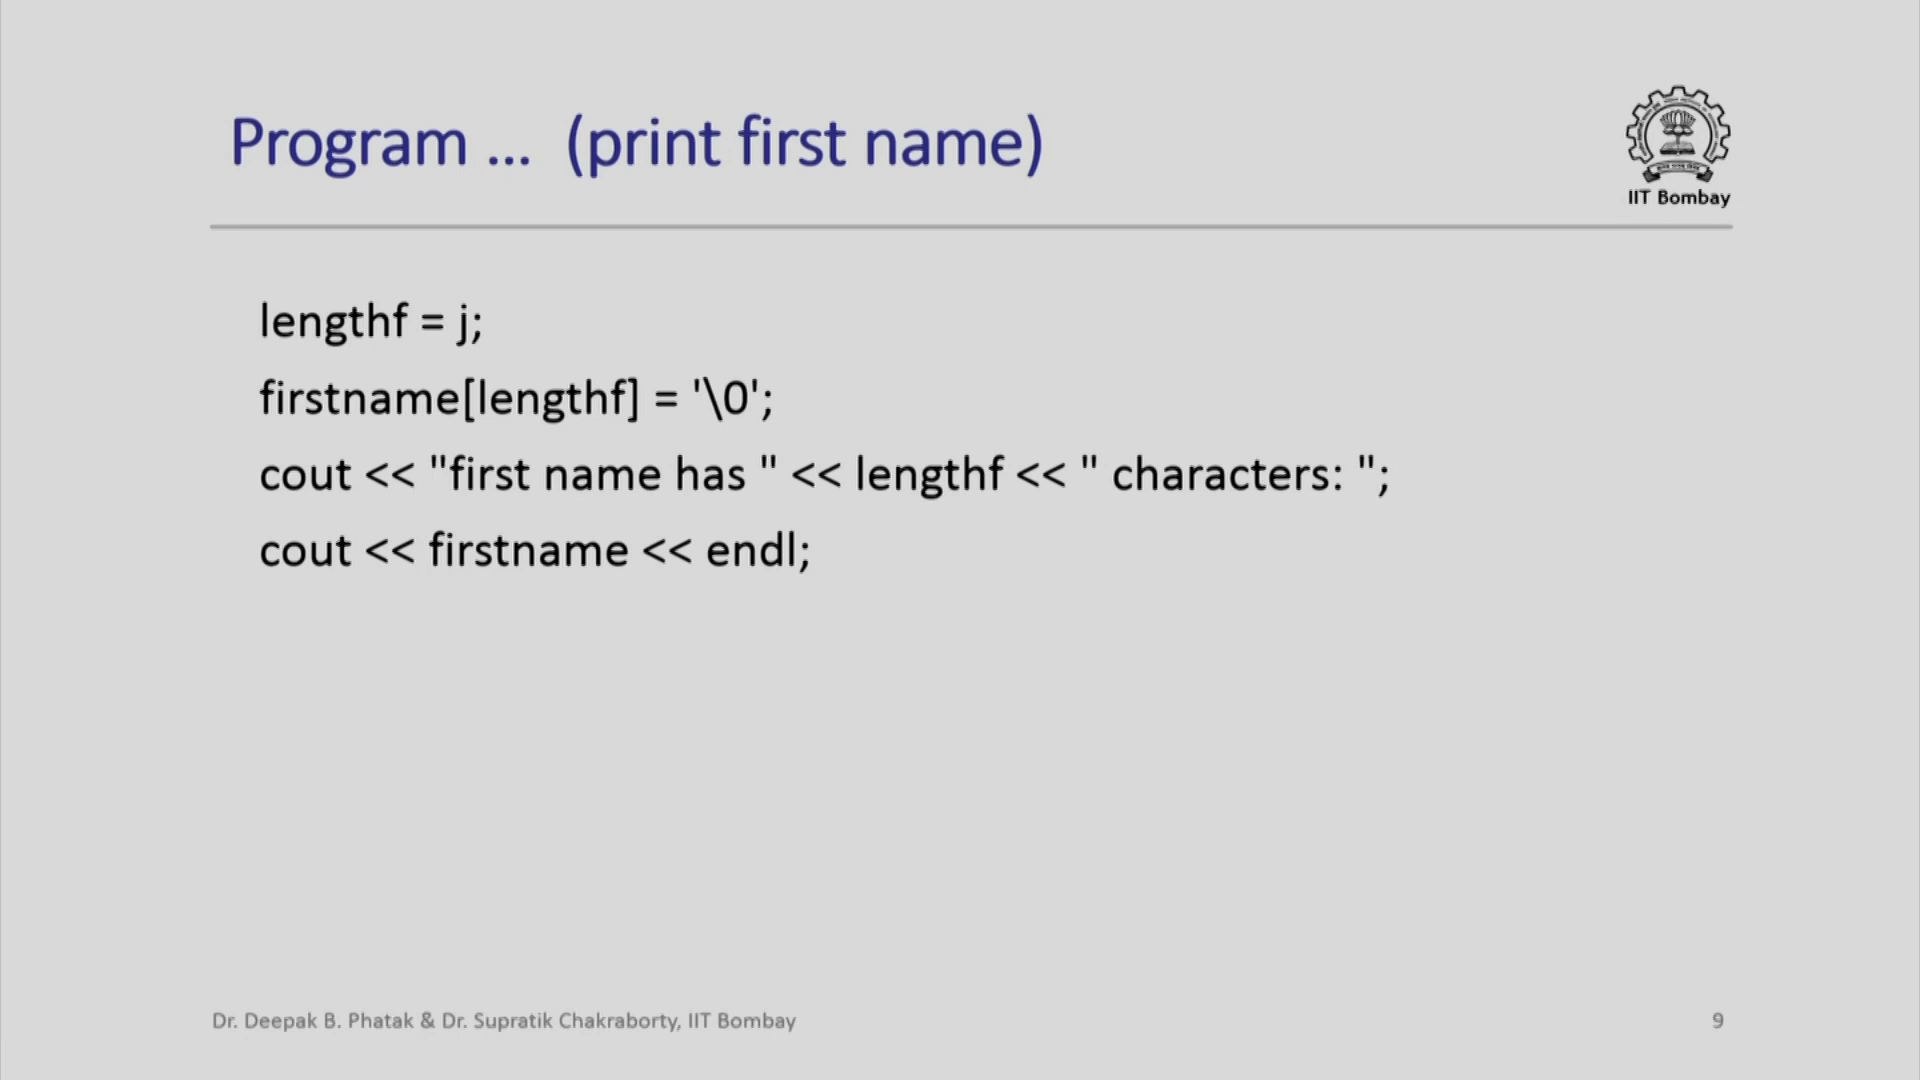 Program ... (print first name)
IIT Bombay
lengthf = j;
firstname[lengthf] = '\0';
cout << "first name has " << lengthf << " characters: ";
cout << firstname << endl;
Dr. Deepak B. Phatak & Dr. Supratik Chakraborty, IIT Bombay
9